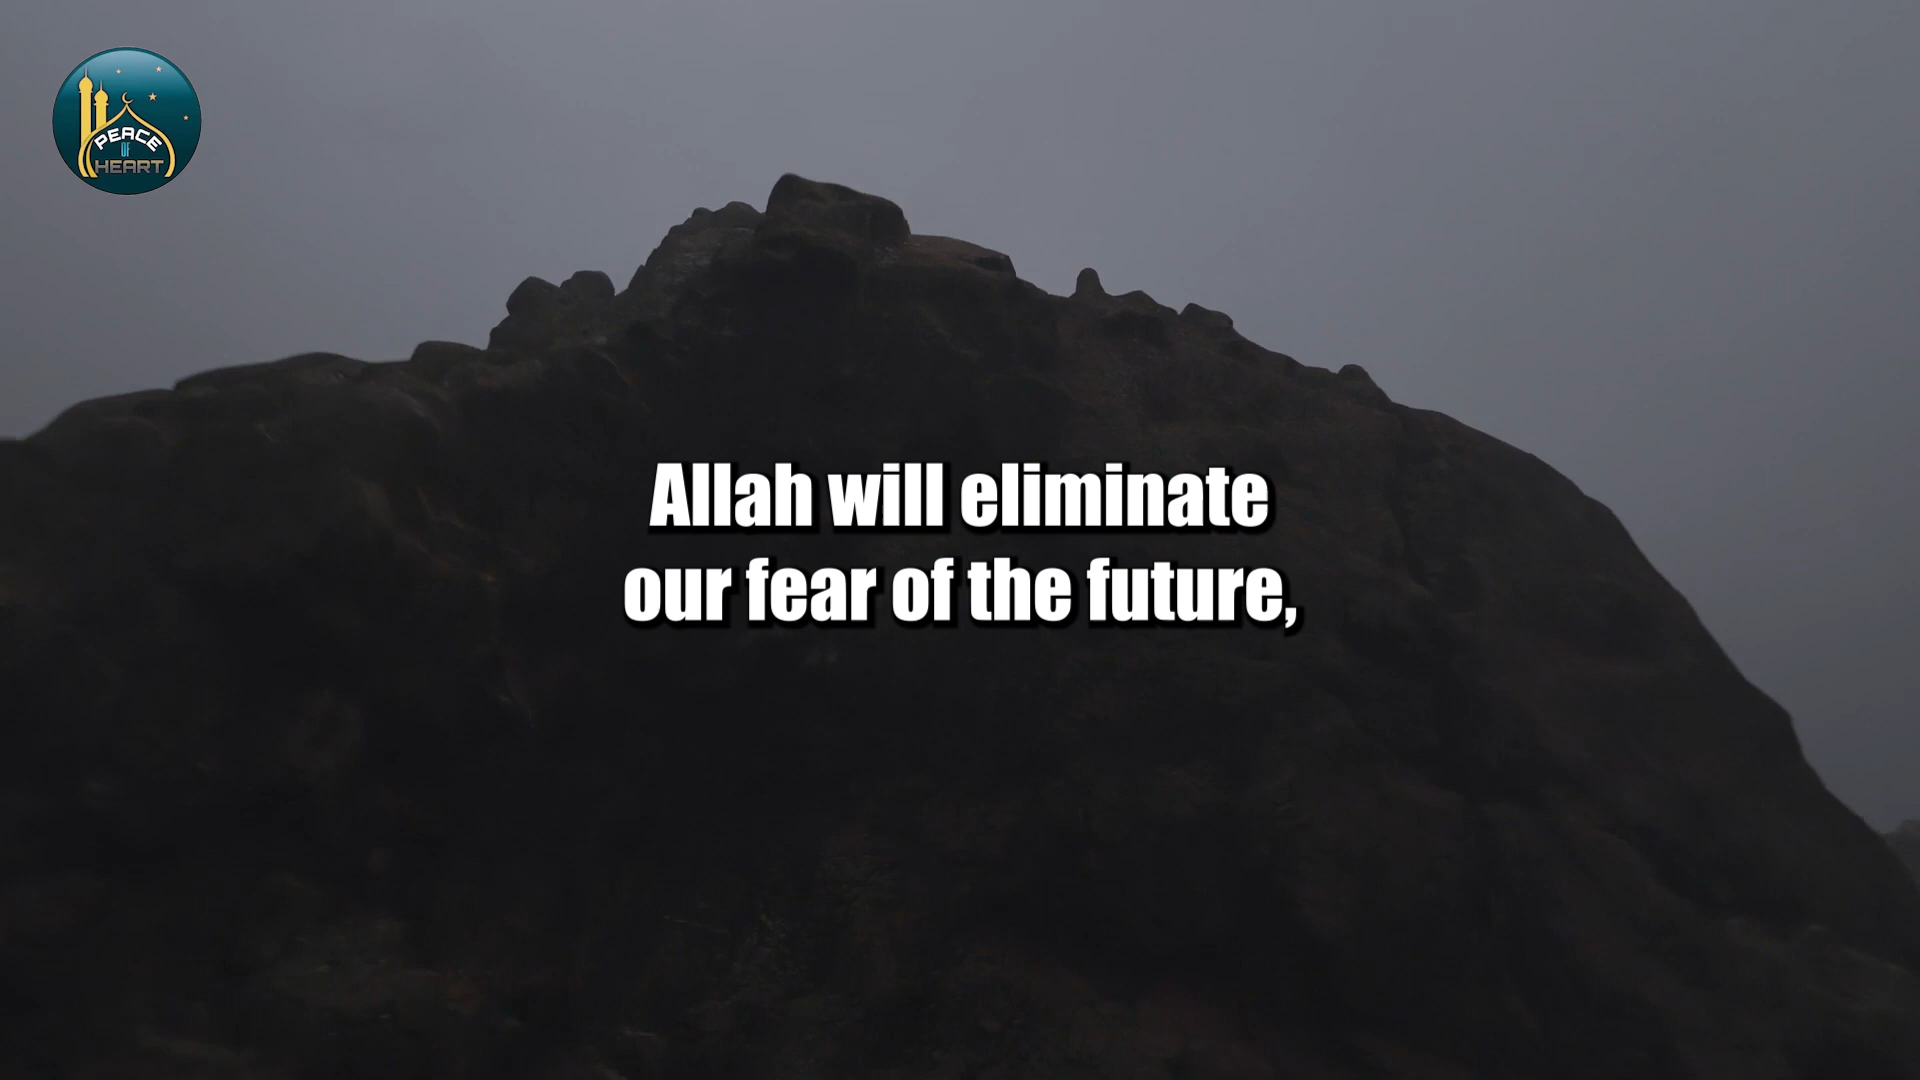 PEACE
OF
HEART
Allah will eliminate
our fear of the future,